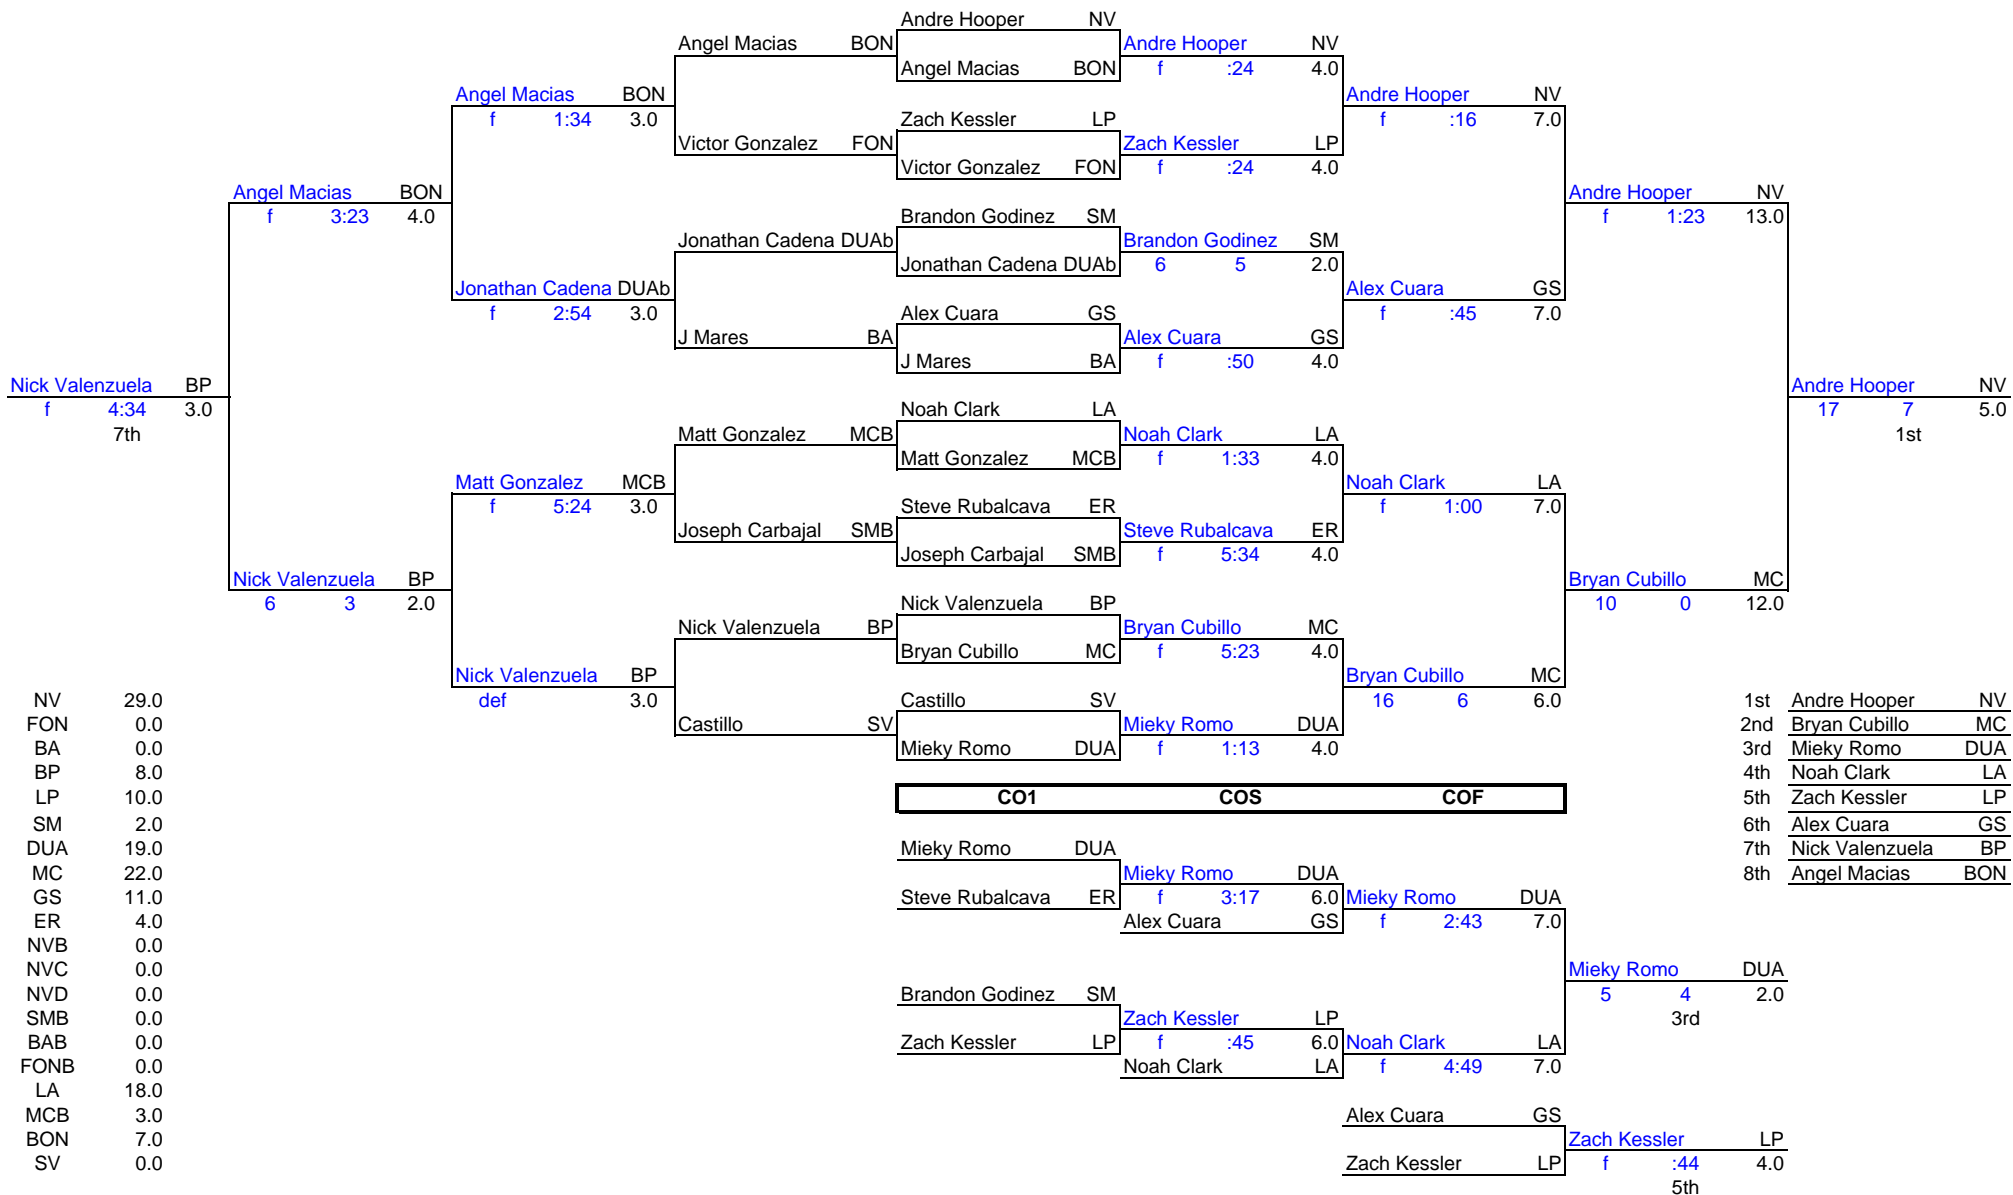 Andre Hooper NV
Angel Macias BON Andre Hooper NV
Angel Macias BON f :24 4.0
Angel Macias BON Andre Hooper NV
f 1:34 3.0 Zach Kessler LP f :16 7.0
Victor Gonzalez FON Zach Kessler LP
Victor Gonzalez FON f :24 4.0
Angel Macias BON Andre Hooper NV
f 3:23 4.0 Brandon Godinez SM f 1:23 13.0
Jonathan Cadena DUAb Brandon Godinez SM
Jonathan Cadena DUAb 6 5 2.0
Jonathan Cadena DUAb Alex Cuara GS
f 2:54 3.0 Alex Cuara GS f :45 7.0
J Mares BA Alex Cuara GS
J Mares BA f :50 4.0
Nick Valenzuela BP Andre Hooper NV
f 4:34 3.0 Noah Clark LA 17 7 5.0
7th Matt Gonzalez MCB Noah Clark LA 1st
Matt Gonzalez MCB f 1:33 4.0
Matt Gonzalez MCB Noah Clark LA
f 5:24 3.0 Steve Rubalcava ER f 1:00 7.0
Joseph Carbajal SMB Steve Rubalcava ER
Joseph Carbajal SMB f 5:34 4.0
Nick Valenzuela BP Bryan Cubillo MC
6 3 2.0 Nick Valenzuela BP 10 0 12.0
Nick Valenzuela BP Bryan Cubillo MC
Bryan Cubillo MC f 5:23 4.0
Nick Valenzuela BP Bryan Cubillo MC
NV 29.0 def 3.0 Castillo SV 16 6 6.0 1st Andre Hooper NV
FON 0.0 Castillo SV Mieky Romo DUA 2nd Bryan Cubillo MC
BA 0.0 Mieky Romo DUA f 1:13 4.0 3rd Mieky Romo DUA
BP 8.0 4th Noah Clark LA
LP 10.0 CO1 COS COF 5th Zach Kessler LP
SM 2.0 6th Alex Cuara GS
DUA 19.0 Mieky Romo DUA 7th Nick Valenzuela BP
MC 22.0 Mieky Romo DUA 8th Angel Macias BON
GS 11.0 Steve Rubalcava ER f 3:17 6.0 Mieky Romo DUA
ER 4.0 Alex Cuara GS f 2:43 7.0
NVB 0.0
NVC 0.0 Mieky Romo DUA
NVD 0.0 Brandon Godinez SM 5 4 2.0
SMB 0.0 Zach Kessler LP 3rd
BAB 0.0 Zach Kessler LP f :45 6.0 Noah Clark LA
FONB 0.0 Noah Clark LA f 4:49 7.0
LA 18.0
MCB 3.0 Alex Cuara GS
BON 7.0 Zach Kessler LP
SV 0.0 Zach Kessler LP f :44 4.0
5th